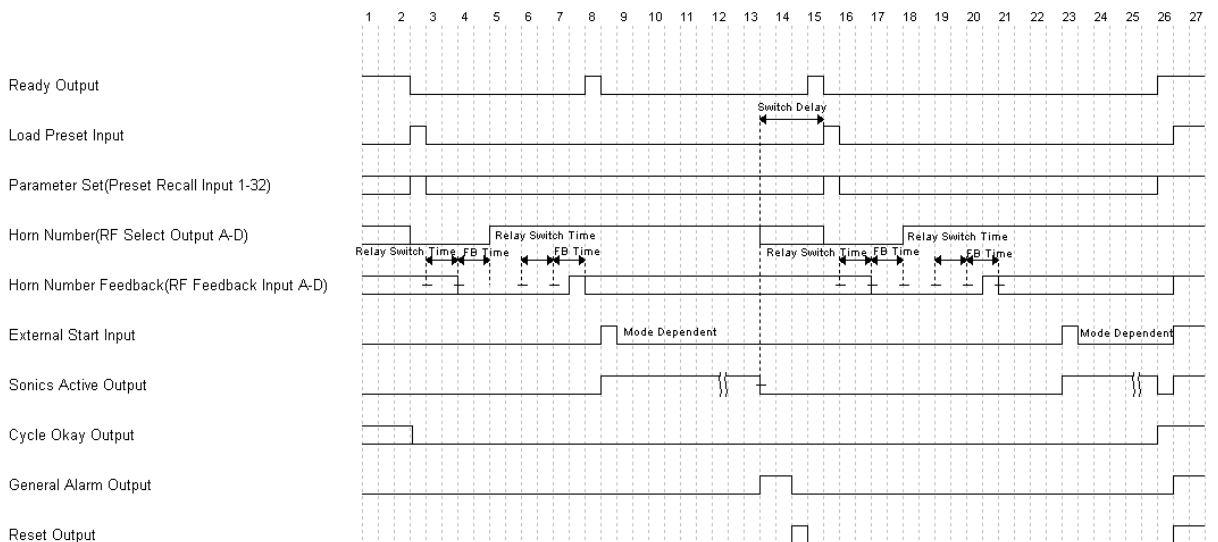 1 2 3 4 5 6 7 8 9 10 11 12 13 14 15 16 17 18 19 20 21 22 23 24 25 26 27
Ready Output
Switch Delay
Load Preset Input
Parameter Set(Preset Recall Input 1-32)
Horn Number(RF Select Output A-D)
Relay Switch Time
Relay Switch Time
Relay Switch Time FB Time
FB Time
Relay Switch Time FB Time
FB Time
Horn Number Feedback(RF Feedback Input A-D)
External Start Input
Mode Dependent
Mode Dependent
Sonics Active Output
Cycle Okay Output
General Alarm Output
Reset Output